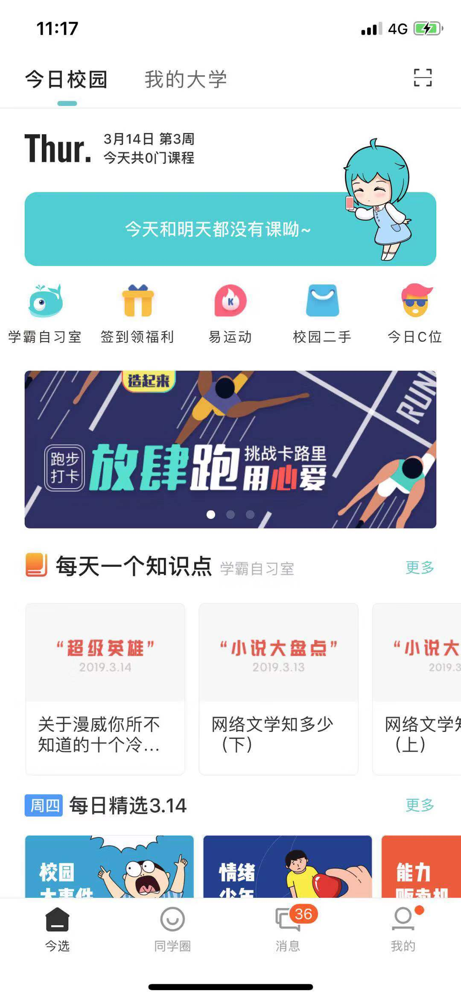 11:17
4G
今日校园
我的大学
Thur.
3月14日 第3周
今天共0门课程
今天和明天都没有课呦~
学霸自习室
签到领福利
易运动
校园二手
今日C位
造起来
RUN
跑步
打卡
放肆跑
挑战卡路里
用心爱
每天一个知识点
学霸自习室
更多
“超级英雄”
2019.3.14
关于漫威你所不
知道的十个冷...
“小说大盘点”
2019.3.13
网络文学知多少
（下）
“小说大
2019.3
网络文学知
（上）
周四
每日精选3.14
更多
校园
大事件
情绪
少年
能力
贩卖机
今选
同学圈
消息
36
我的